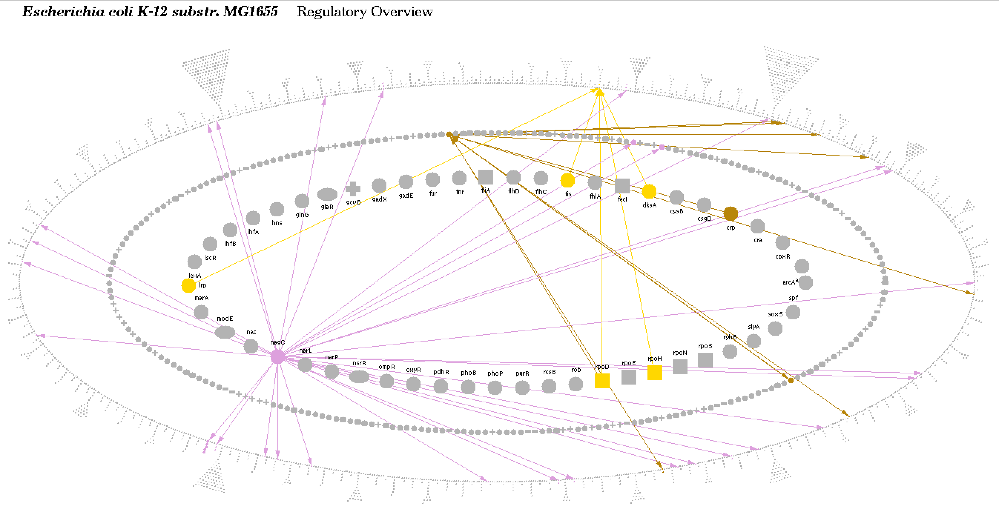 Escherichia coli K-12 substr. MG1655 Regulatory Overview
fur
fnr
fliA
flhD
flhC
fis
fhlA
fecI
dksA
cysB
csgD
crp
cra
cpxR
arcA
gadE
gadX
gcvB
glaR
glnG
hns
ihfA
ihfB
iscR
lexA
lrp
marA
modE
nac
nagC
narL
narP
nsrR
ompR
oxyR
pdhR
phoB
phoP
purR
rcsB
rob
rpoD
rpoE
rpoH
rpoN
rpoS
ryhB
slyA
soxS
spf